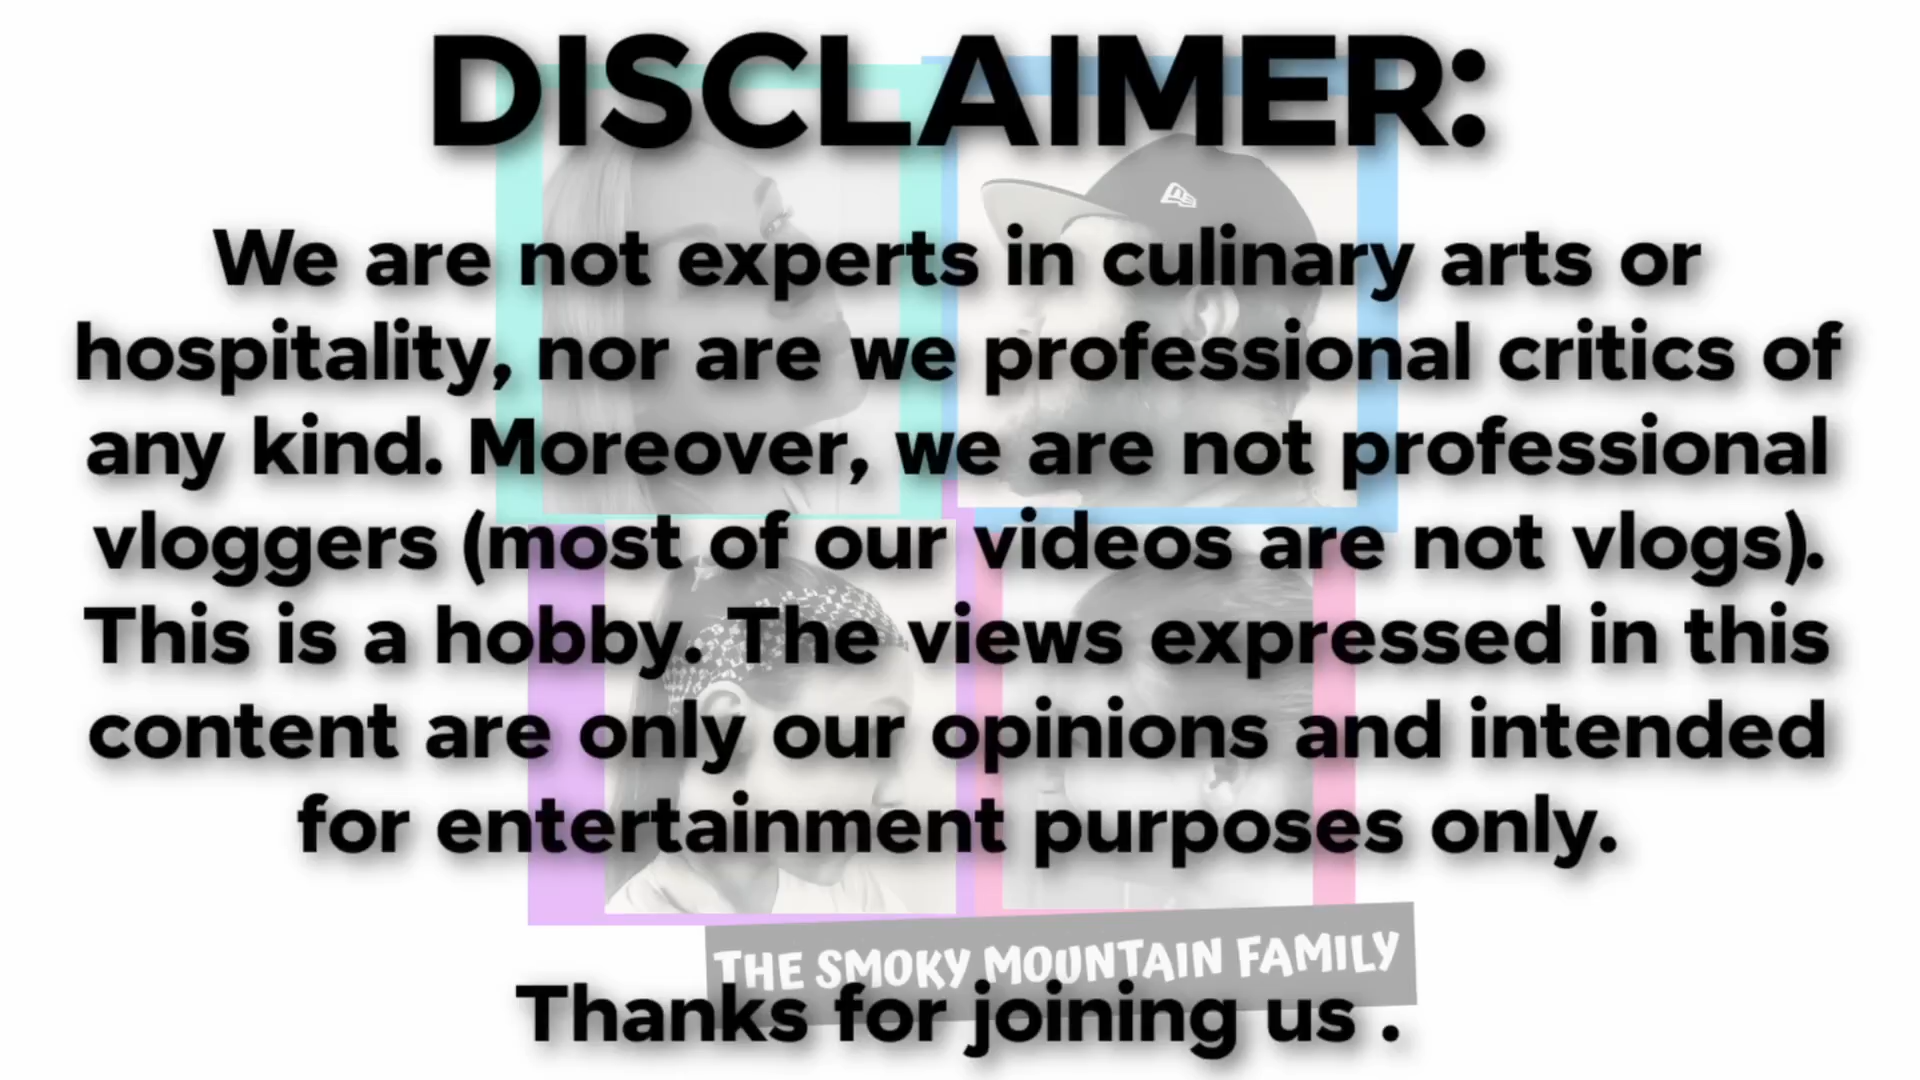 DISCLAIMER:
We are not experts in culinary arts or
hospitality, nor are we professional critics of
any kind. Moreover, we are not professional
vloggers (most of our videos are not vlogs).
This is a hobby. The views expressed in this
content are only our opinions and intended
for entertainment purposes only.
THE SMOKY MOUNTAIN FAMILY
Thanks for joining us .